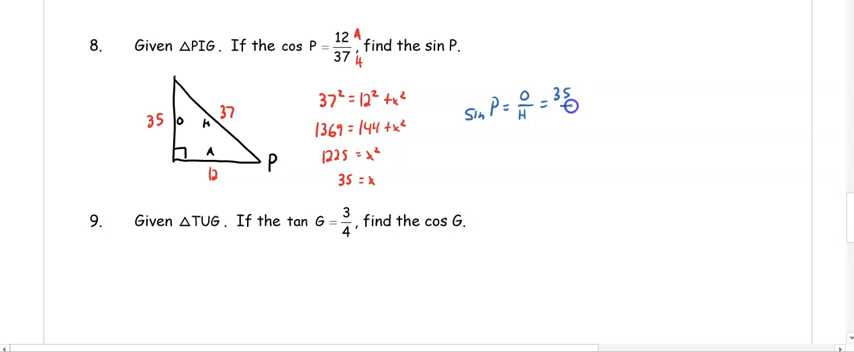 8. Given △PIG. If the cos P = 12/37, find the sin P.
A
H
35 O H 37
A
12
P
37² = 12² + x²
1369 = 144 + x²
1225 = x²
35 = x
sin P = O/H = 35
9. Given △TUG. If the tan G = 3/4, find the cos G.